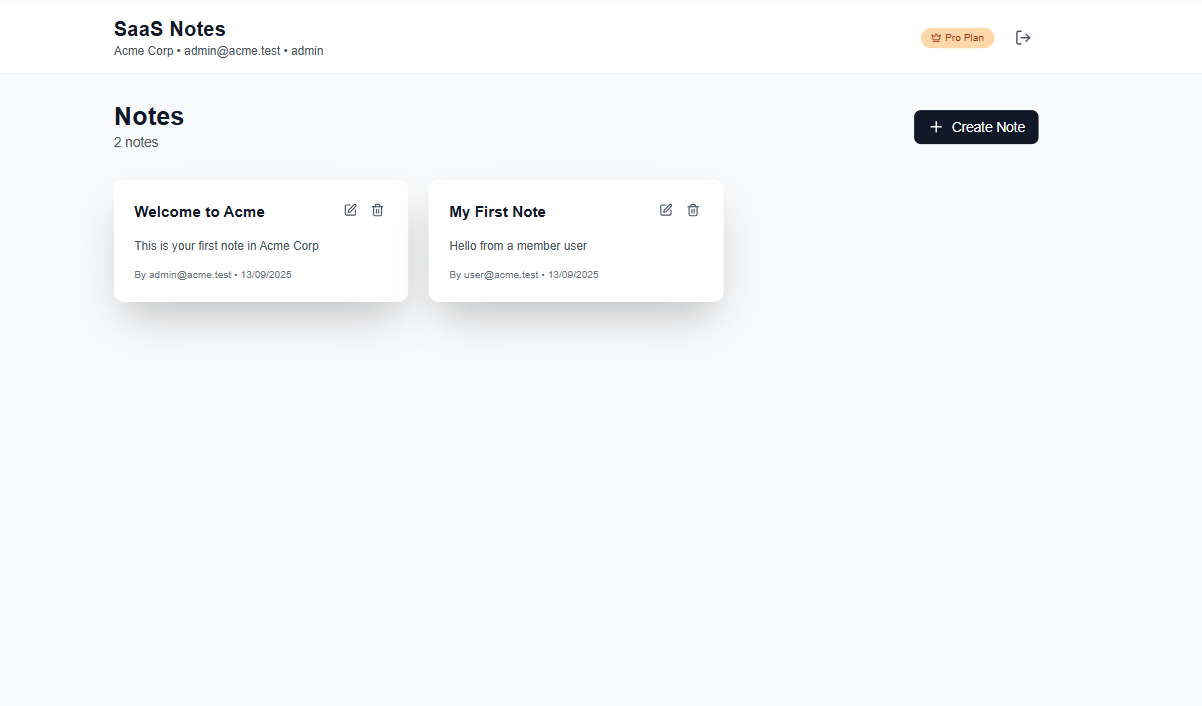 SaaS Notes
Acme Corp • admin@acme.test • admin
Pro Plan
Notes
2 notes
Create Note
Welcome to Acme
This is your first note in Acme Corp
By admin@acme.test • 13/09/2025
My First Note
Hello from a member user
By user@acme.test • 13/09/2025